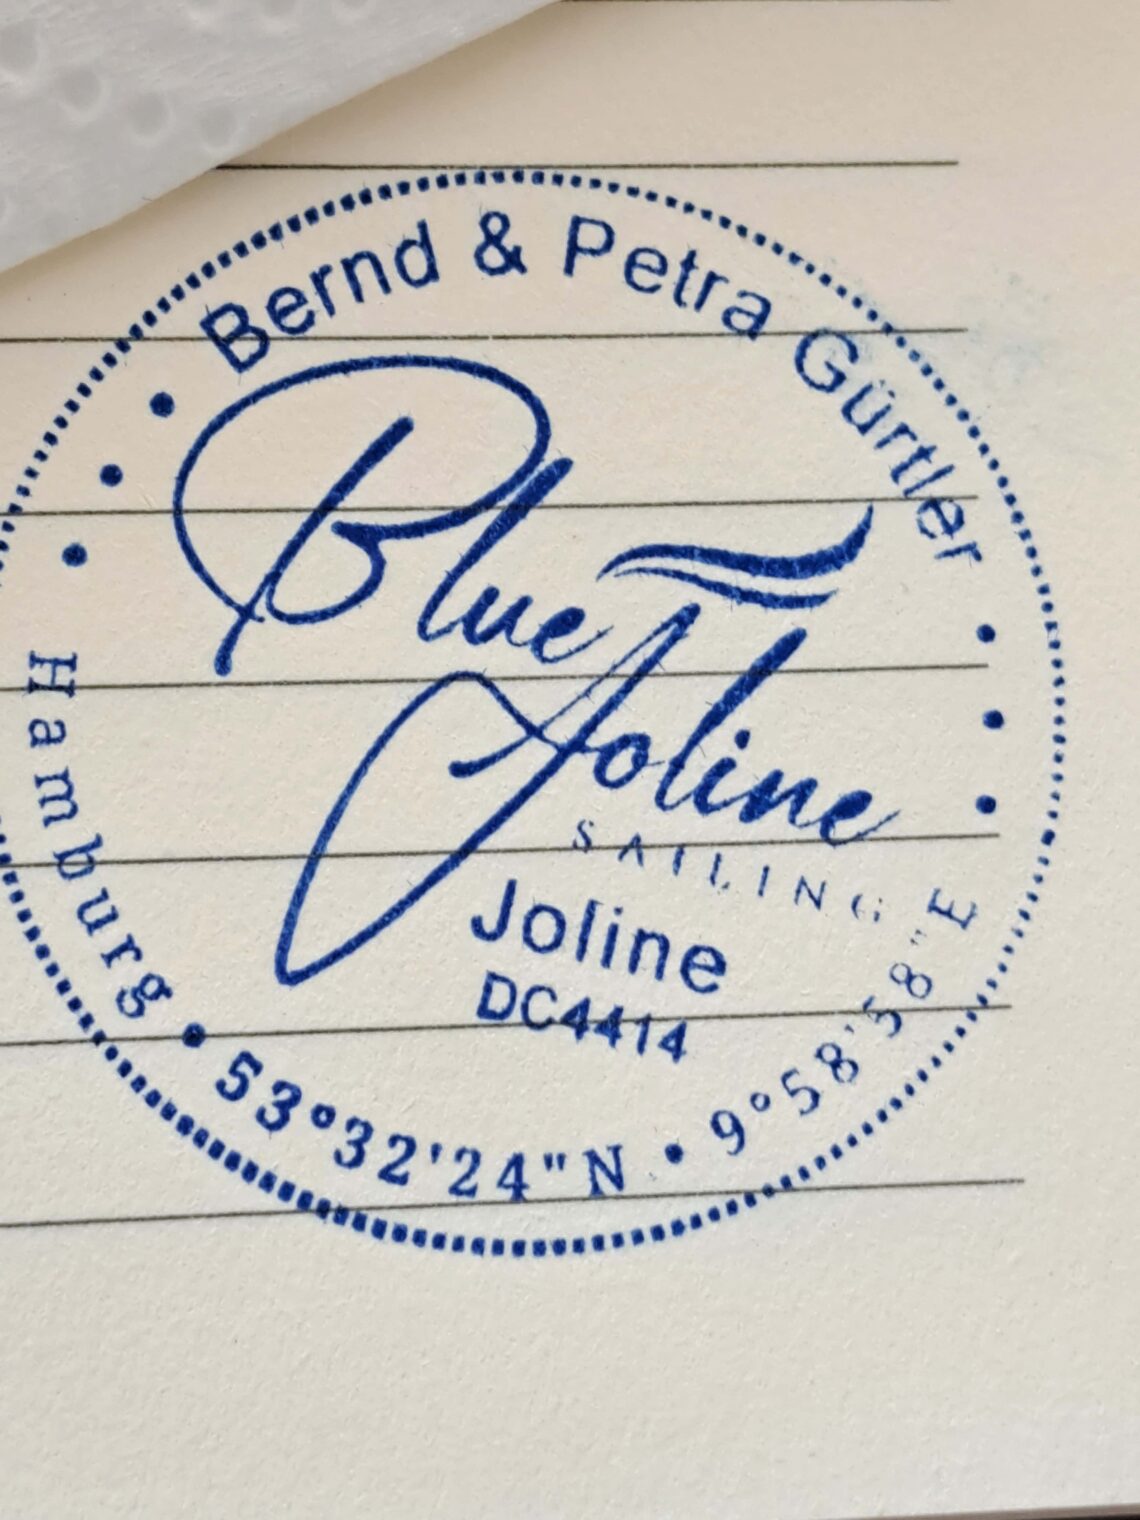 Bernd & Petra Gürtler
Blue
Joline
SAILING
Joline
DC4414
Hamburg • 53°32'24"N • 9°58'58"E